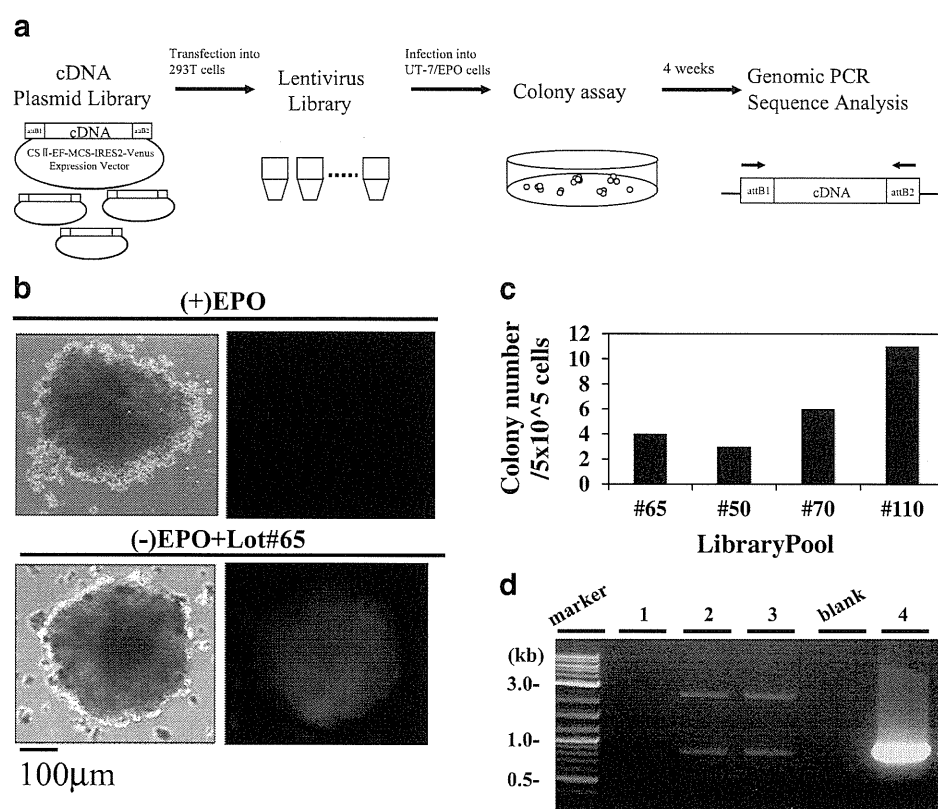 a
cDNA
Plasmid Library
Transfection into
293T cells
Lentivirus
Library
Infection into
UT-7/EPO cells
Colony assay
4 weeks
Genomic PCR
Sequence Analysis
attB1
cDNA
attB2
CSⅡ-EF-MCS-IRES2-Venus
Expression Vector
attB1
cDNA
attB2
b
(+)EPO
(-)EPO+Lot#65
100μm
c
Colony number
/5x10^5 cells
12
10
8
6
4
2
0
#65
#50
#70
#110
LibraryPool
d
marker
1
2
3
blank
4
(kb)
3.0-
1.0-
0.5-